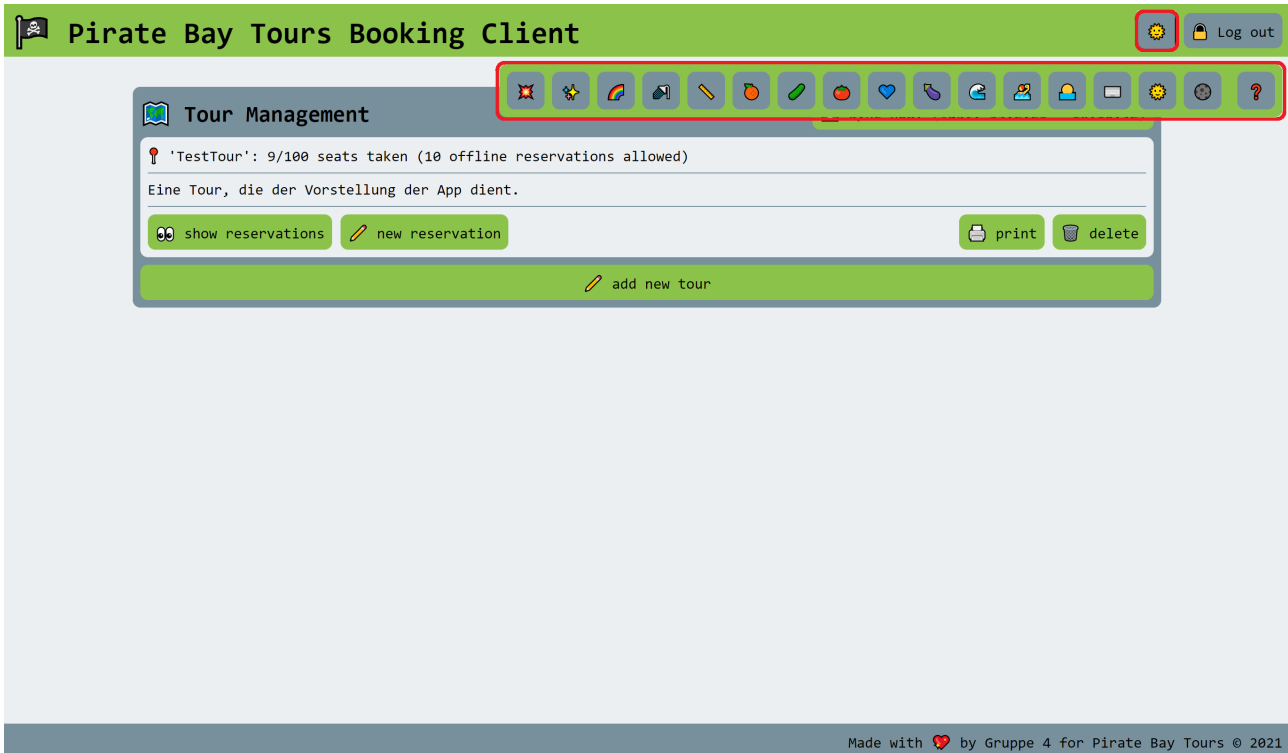 Pirate Bay Tours Booking Client
Log out
Tour Management
'TestTour': 9/100 seats taken (10 offline reservations allowed)
Eine Tour, die der Vorstellung der App dient.
show reservations
new reservation
print
delete
add new tour
Made with by Gruppe 4 for Pirate Bay Tours © 2021